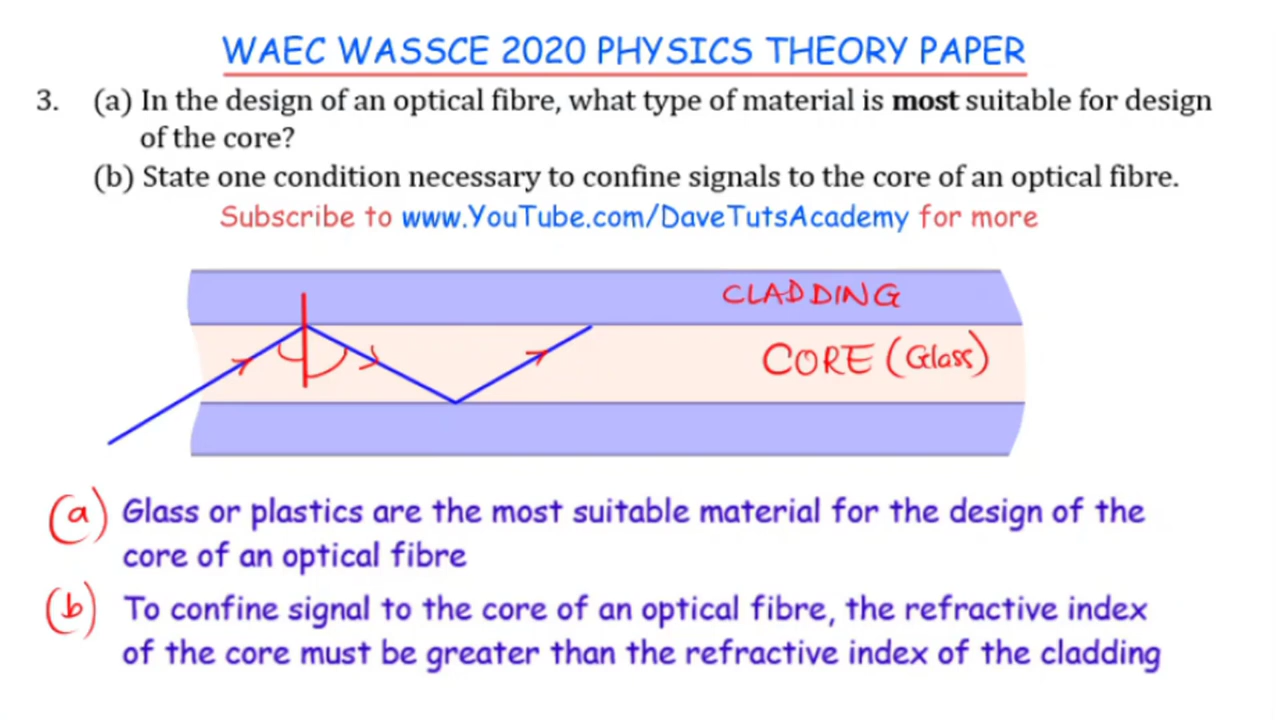 WAEC WASSCE 2020 PHYSICS THEORY PAPER
3. (a) In the design of an optical fibre, what type of material is most suitable for design
of the core?
(b) State one condition necessary to confine signals to the core of an optical fibre.
Subscribe to www.YouTube.com/DaveTutsAcademy for more
CLADDING
CORE (Glass)
(a) Glass or plastics are the most suitable material for the design of the
core of an optical fibre
(b) To confine signal to the core of an optical fibre, the refractive index
of the core must be greater than the refractive index of the cladding